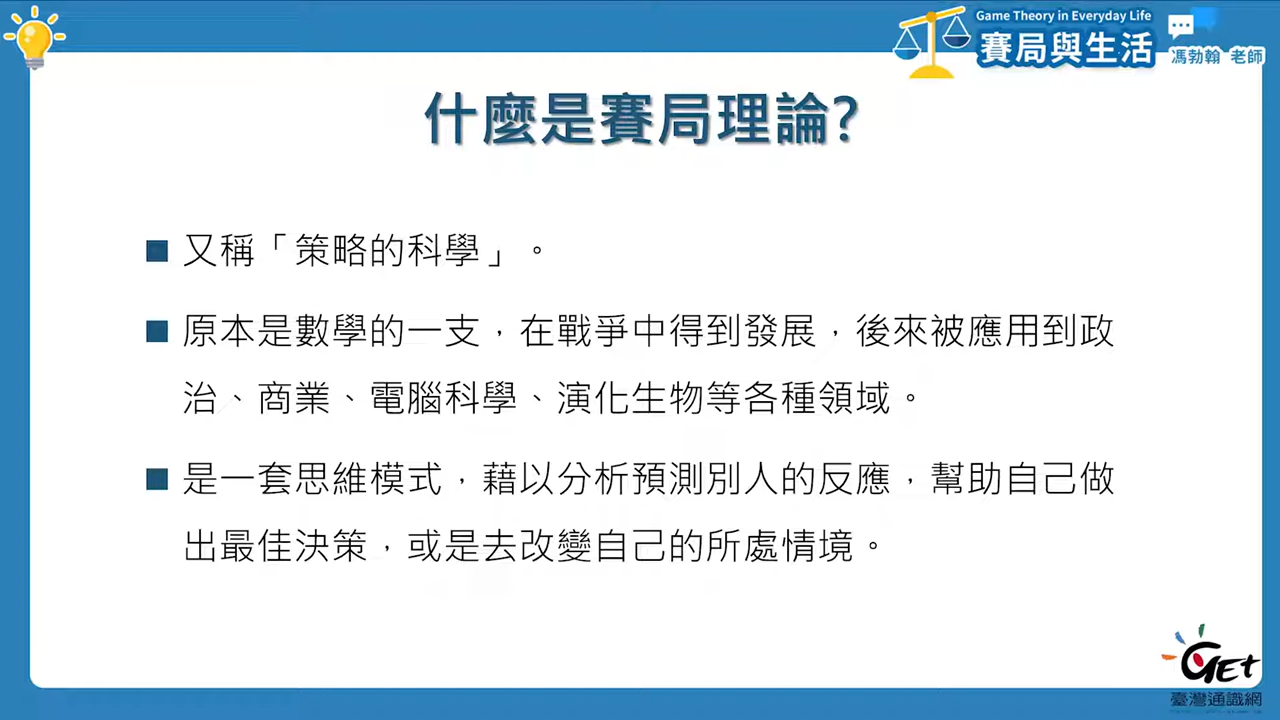 Game Theory in Everyday Life
賽局與生活
馮勃翰 老師
什麼是賽局理論?
又稱「策略的科學」。
原本是數學的一支，在戰爭中得到發展，後來被應用到政
治、商業、電腦科學、演化生物等各種領域。
是一套思維模式，藉以分析預測別人的反應，幫助自己做
出最佳決策，或是去改變自己的所處情境。
GET
臺灣通識網